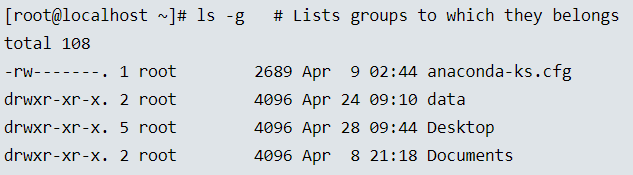 [root@localhost ~]# ls -g   # Lists groups to which they belongs
total 108
-rw-------. 1 root        2689 Apr  9 02:44 anaconda-ks.cfg
drwxr-xr-x. 2 root        4096 Apr 24 09:10 data
drwxr-xr-x. 5 root        4096 Apr 28 09:44 Desktop
drwxr-xr-x. 2 root        4096 Apr  8 21:18 Documents